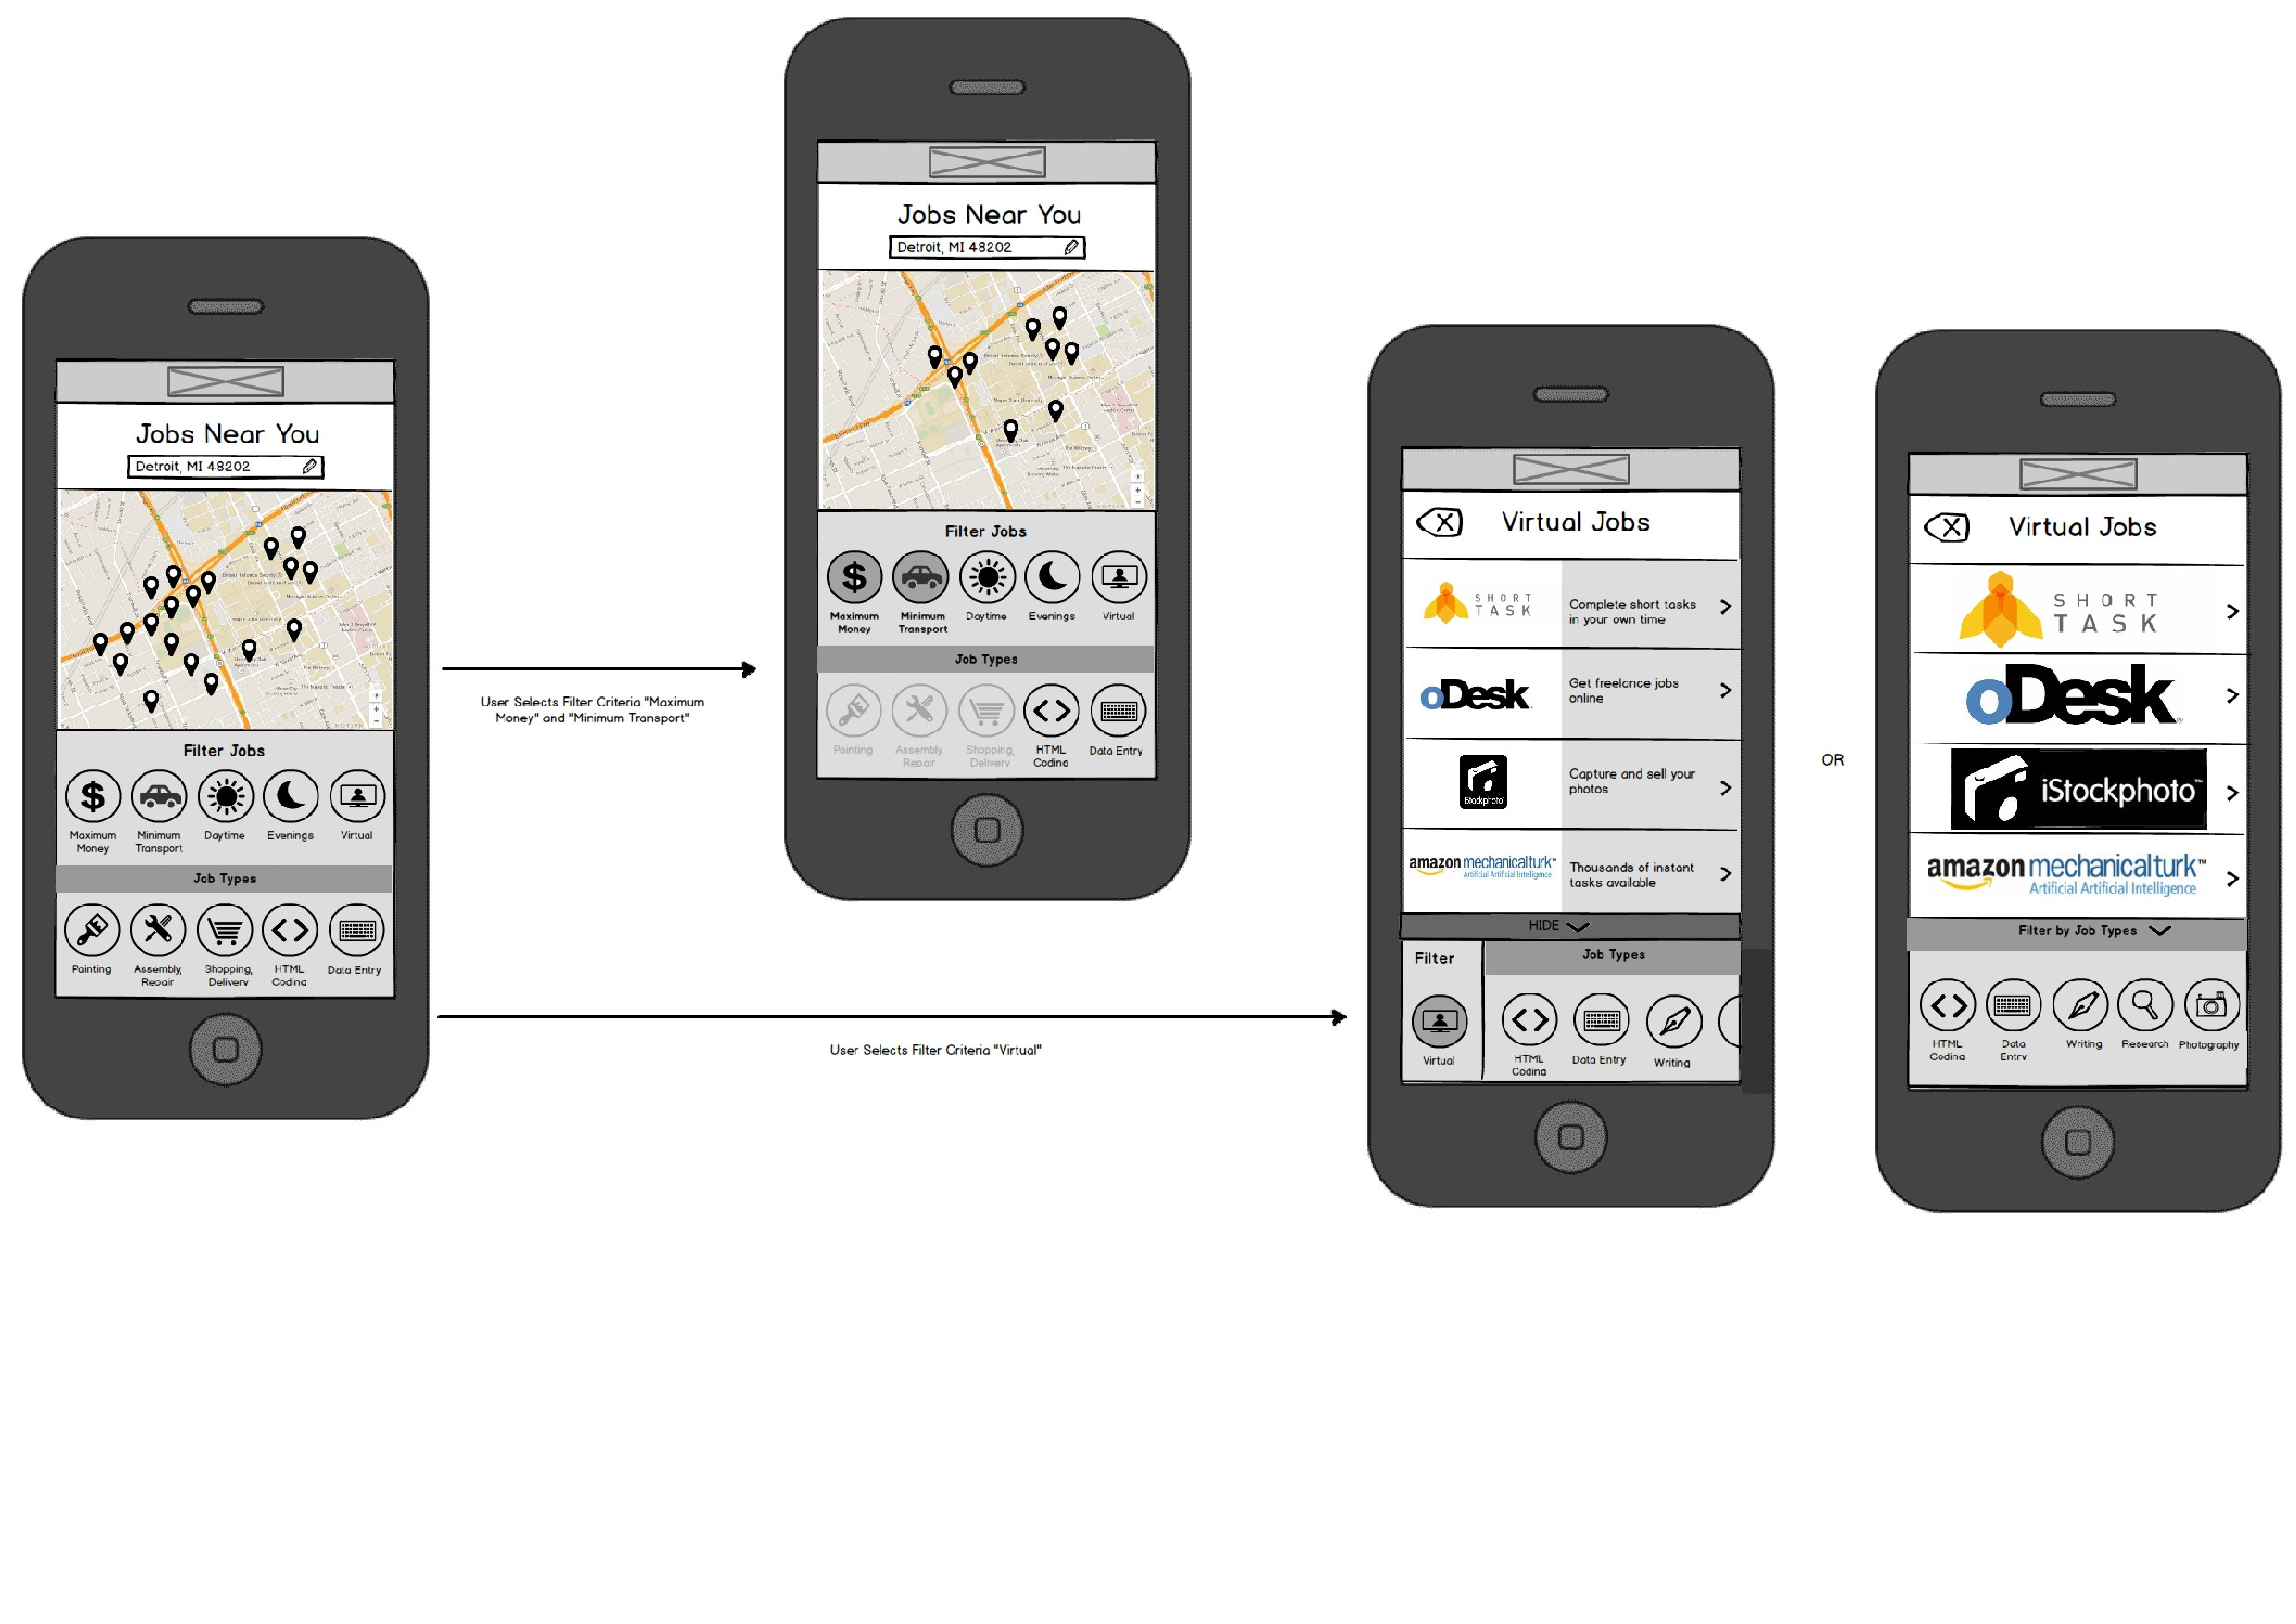 Jobs Near You
Detroit, MI 48202
Filter Jobs
Maximum Money
Minimum Transport
Daytime
Evenings
Virtual
Job Types
Painting
Assembly, Repair
Shopping, Delivery
HTML Coding
Data Entry
User Selects Filter Criteria "Maximum
Money" and "Minimum Transport"
User Selects Filter Criteria "Virtual"
Jobs Near You
Detroit, MI 48202
Filter Jobs
Maximum Money
Minimum Transport
Daytime
Evenings
Virtual
Job Types
Painting
Assembly, Repair
Shopping, Delivery
HTML Coding
Data Entry
Virtual Jobs
SHORT
TASK
Complete short tasks
in your own time
oDesk
Get freelance jobs
online
iStockphoto
Capture and sell your
photos
amazon mechanicalturk™
Artificial Artificial Intelligence
Thousands of instant
tasks available
HIDE
Filter
Job Types
Virtual
HTML Coding
Data Entry
Writing
OR
Virtual Jobs
SHORT
TASK
oDesk
iStockphoto™
amazon mechanicalturk™
Artificial Artificial Intelligence
Filter by Job Types
HTML Coding
Data Entry
Writing
Research
Photography